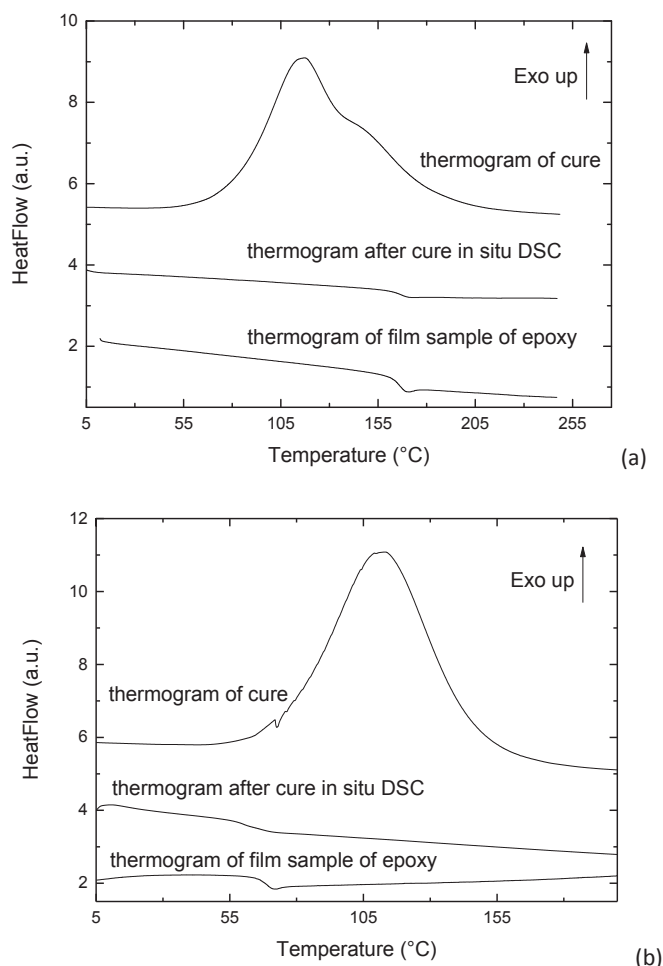 10
Exo up
8
thermogram of cure
6
thermogram after cure in situ DSC
4
thermogram of film sample of epoxy
2
HeatFlow (a.u.)
5 55 105 155 205 255
Temperature (°C)
(a)
12
Exo up
10
8
thermogram of cure
6
thermogram after cure in situ DSC
4
thermogram of film sample of epoxy
2
HeatFlow (a.u.)
5 55 105 155
Temperature (°C)
(b)